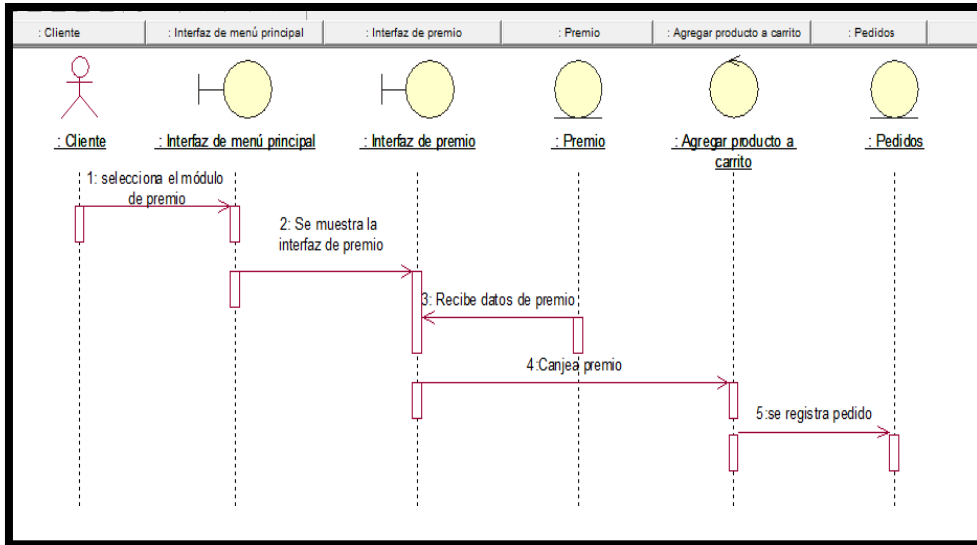 : Cliente
: Interfaz de menú principal
: Interfaz de premio
: Premio
: Agregar producto a carrito
: Pedidos
: Cliente
: Interfaz de menú principal
: Interfaz de premio
: Premio
: Agregar producto a
carrito
: Pedidos
1: selecciona el módulo
de premio
2: Se muestra la
interfaz de premio
3: Recibe datos de premio
4:Canjea premio
5:se registra pedido